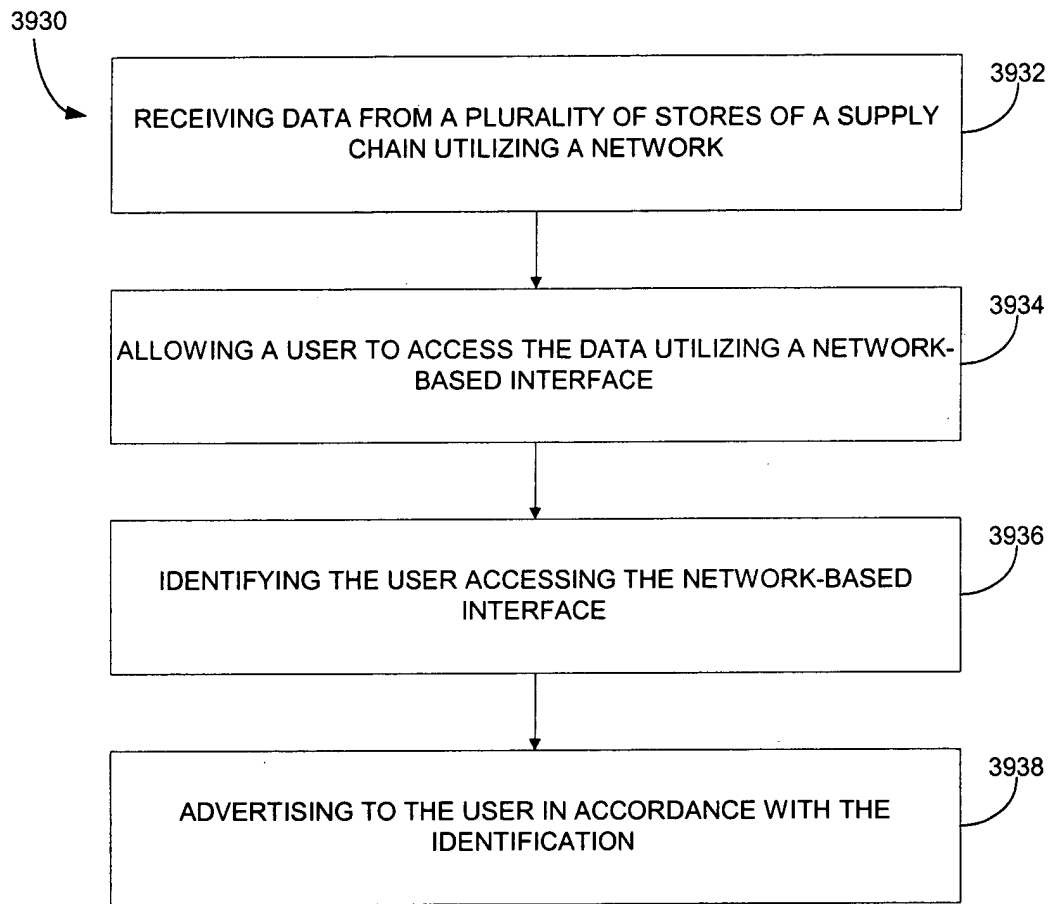 3930
3932
RECEIVING DATA FROM A PLURALITY OF STORES OF A SUPPLY
CHAIN UTILIZING A NETWORK
3934
ALLOWING A USER TO ACCESS THE DATA UTILIZING A NETWORK-
BASED INTERFACE
3936
IDENTIFYING THE USER ACCESSING THE NETWORK-BASED
INTERFACE
3938
ADVERTISING TO THE USER IN ACCORDANCE WITH THE
IDENTIFICATION